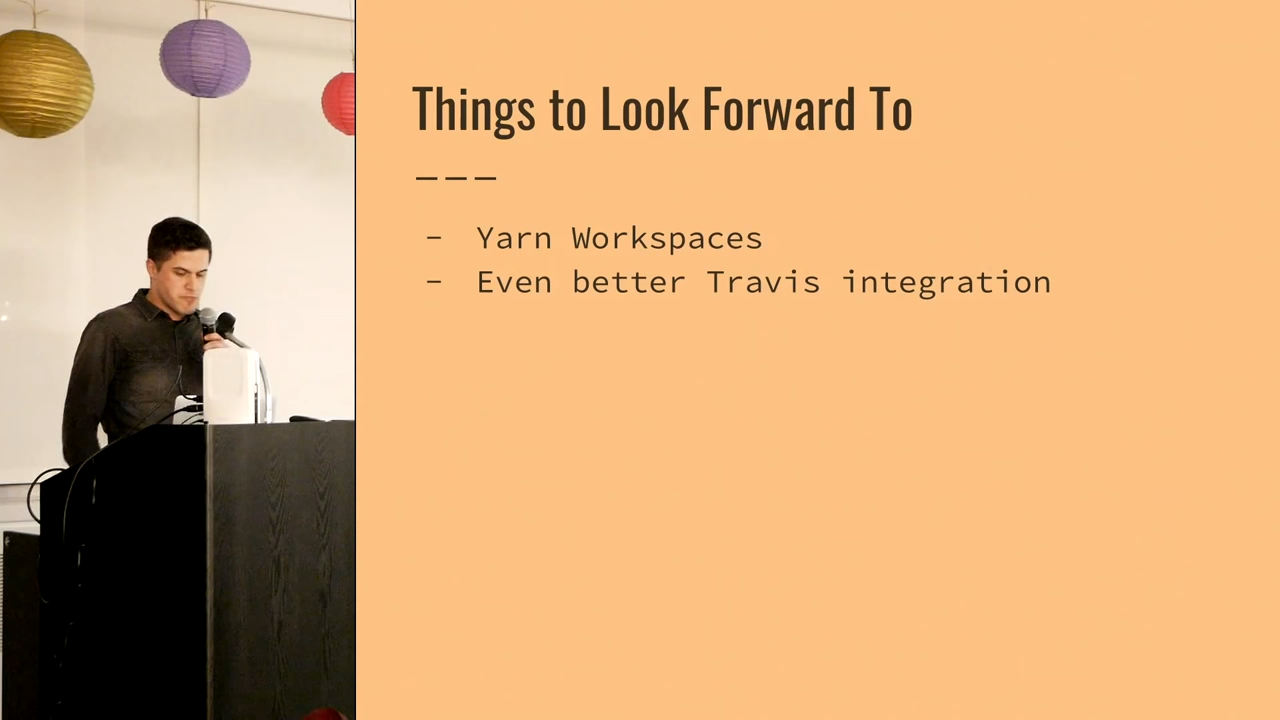 Things to Look Forward To
---
- Yarn Workspaces
- Even better Travis integration